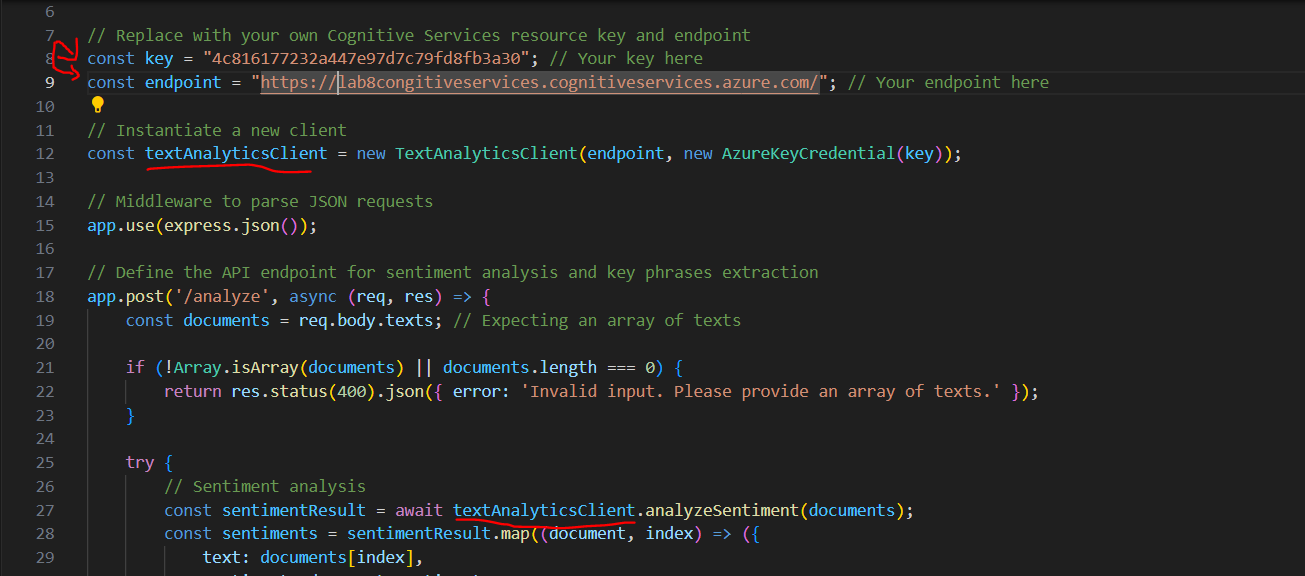 6
7 // Replace with your own Cognitive Services resource key and endpoint
8 const key = "4c816177232a447e97d7c79fd8fb3a30"; // Your key here
9 const endpoint = "https://lab8congitiveservices.cognitiveservices.azure.com/"; // Your endpoint here
10
11 // Instantiate a new client
12 const textAnalyticsClient = new TextAnalyticsClient(endpoint, new AzureKeyCredential(key));
13
14 // Middleware to parse JSON requests
15 app.use(express.json());
16
17 // Define the API endpoint for sentiment analysis and key phrases extraction
18 app.post('/analyze', async (req, res) => {
19 const documents = req.body.texts; // Expecting an array of texts
20
21 if (!Array.isArray(documents) || documents.length === 0) {
22 return res.status(400).json({ error: 'Invalid input. Please provide an array of texts.' });
23 }
24
25 try {
26 // Sentiment analysis
27 const sentimentResult = await textAnalyticsClient.analyzeSentiment(documents);
28 const sentiments = sentimentResult.map((document, index) => ({
29 text: documents[index],